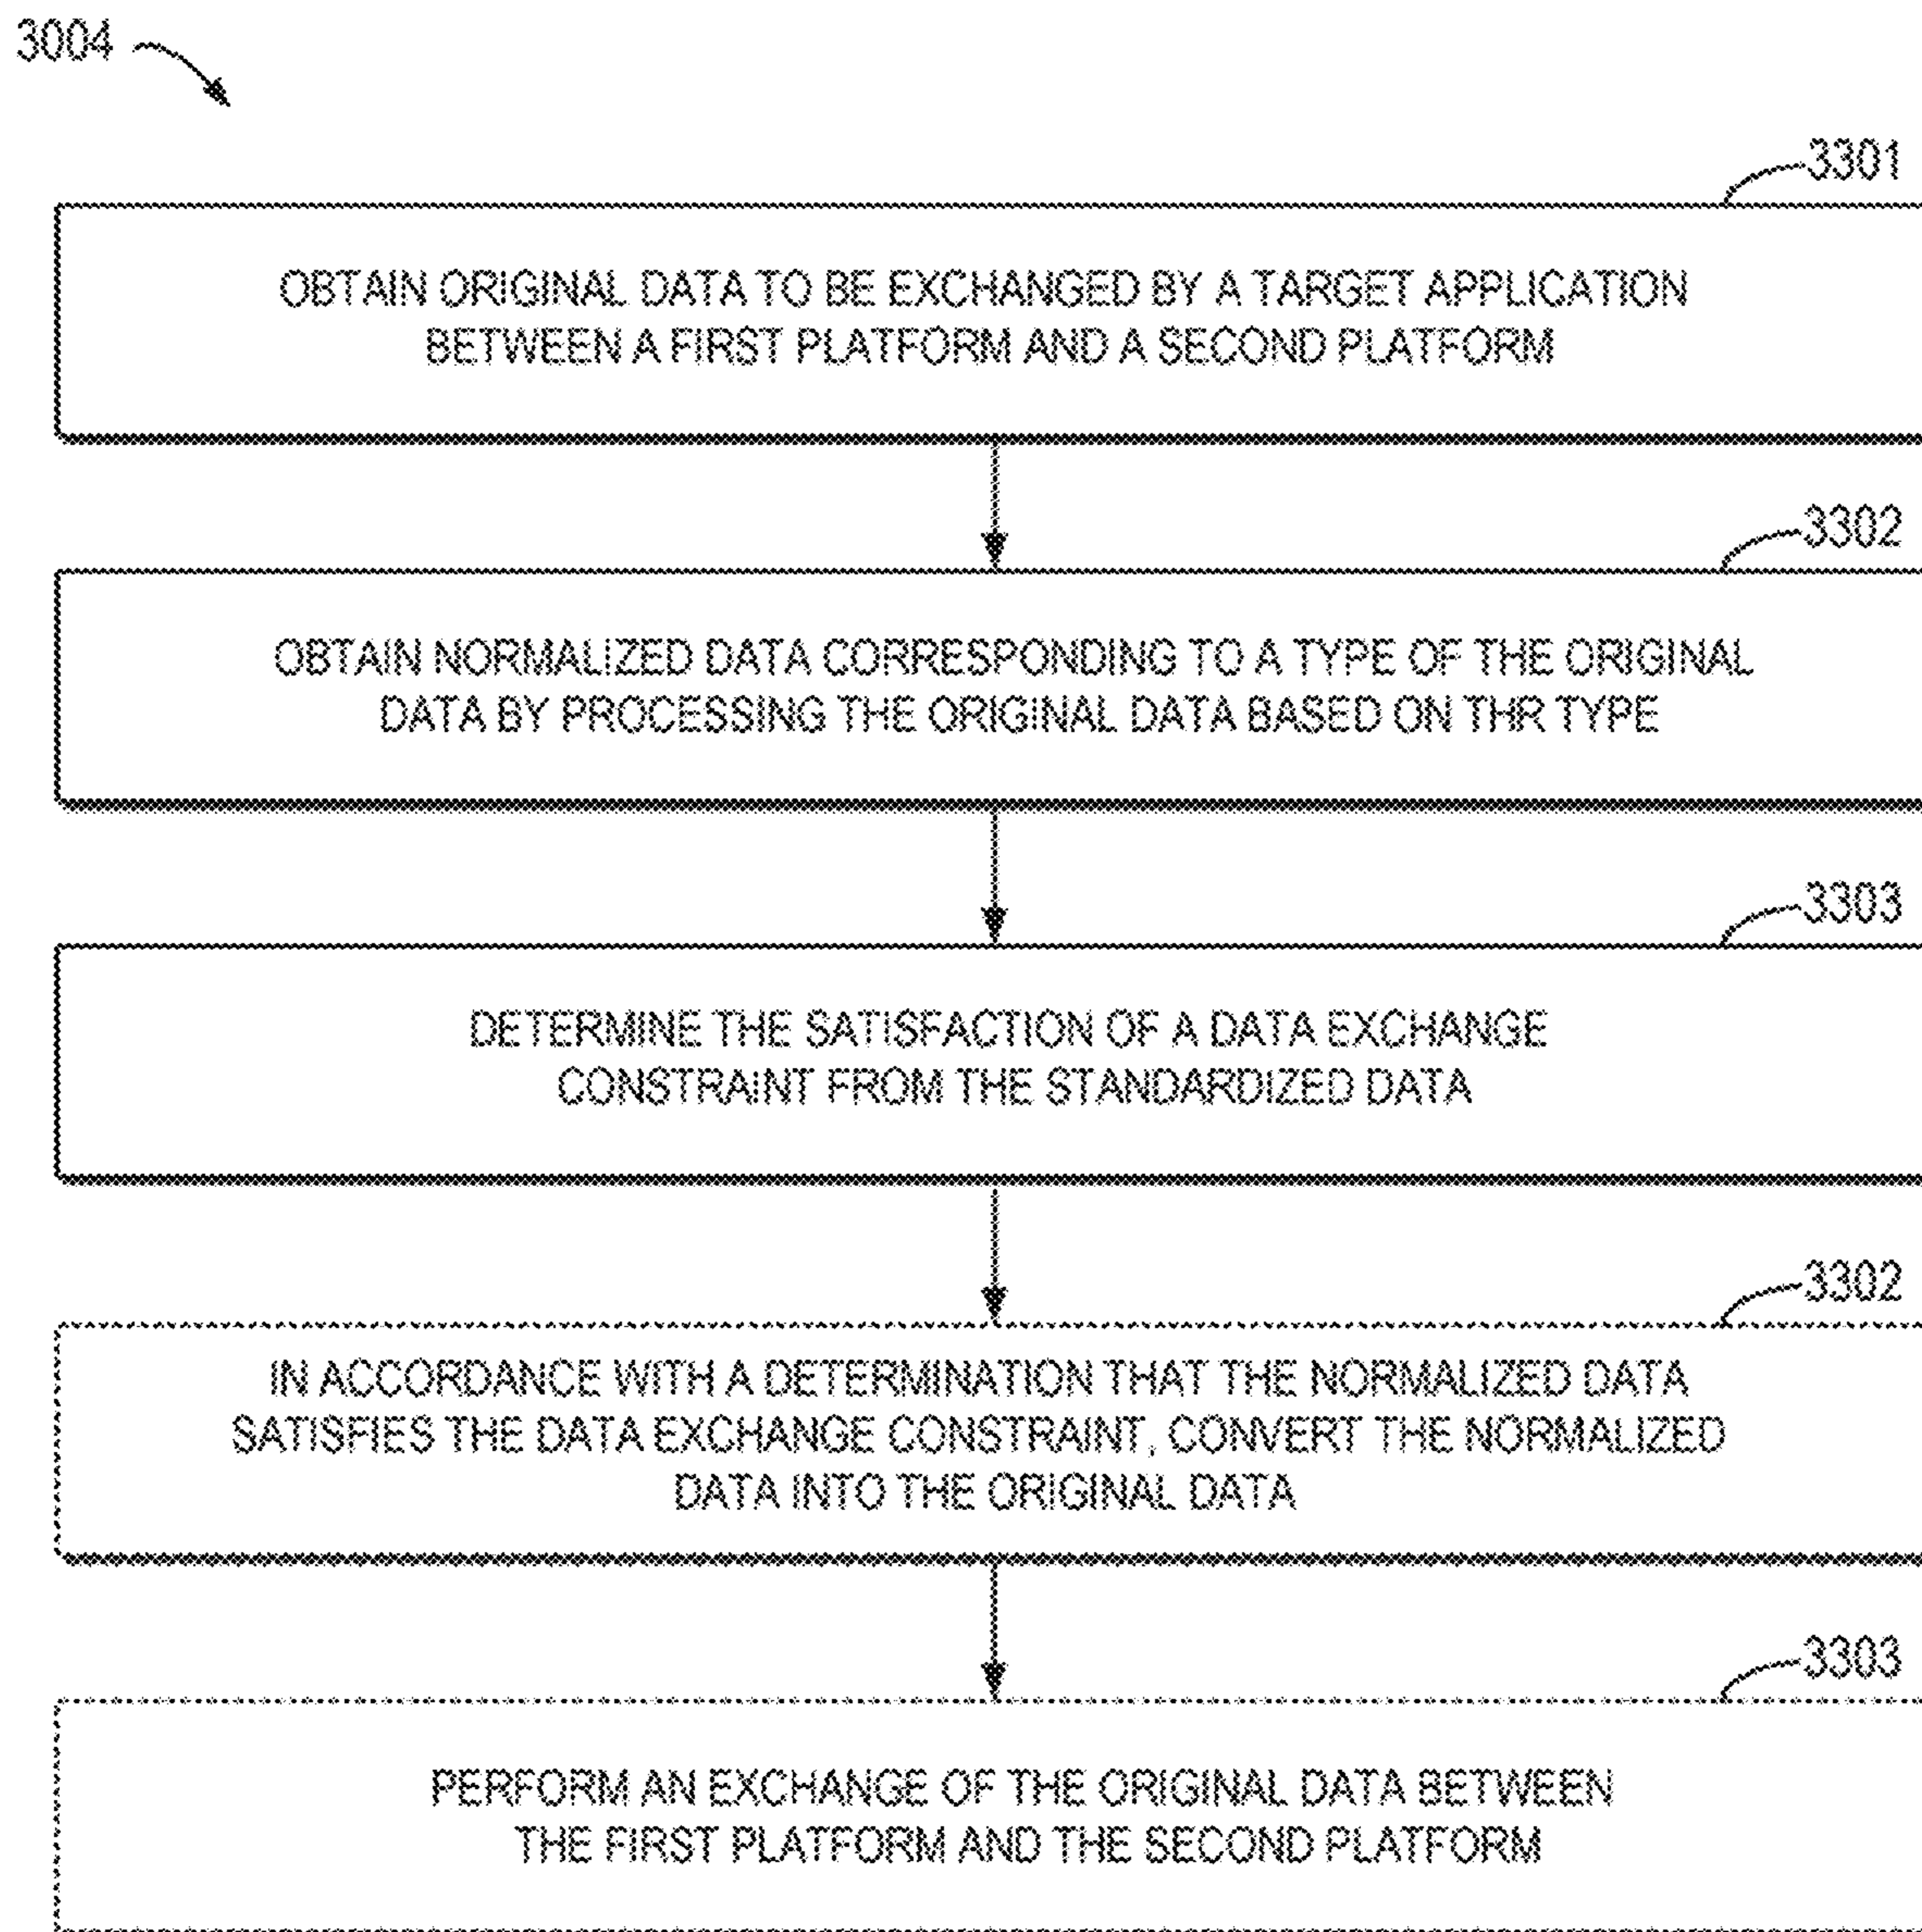 3004
3301
OBTAIN ORIGINAL DATA TO BE EXCHANGED BY A TARGET APPLICATION
BETWEEN A FIRST PLATFORM AND A SECOND PLATFORM
3302
OBTAIN NORMALIZED DATA CORRESPONDING TO A TYPE OF THE ORIGINAL
DATA BY PROCESSING THE ORIGINAL DATA BASED ON THR TYPE
3303
DETERMINE THE SATISFACTION OF A DATA EXCHANGE
CONSTRAINT FROM THE STANDARDIZED DATA
3302
IN ACCORDANCE WITH A DETERMINATION THAT THE NORMALIZED DATA
SATISFIES THE DATA EXCHANGE CONSTRAINT, CONVERT THE NORMALIZED
DATA INTO THE ORIGINAL DATA
3303
PERFORM AN EXCHANGE OF THE ORIGINAL DATA BETWEEN
THE FIRST PLATFORM AND THE SECOND PLATFORM